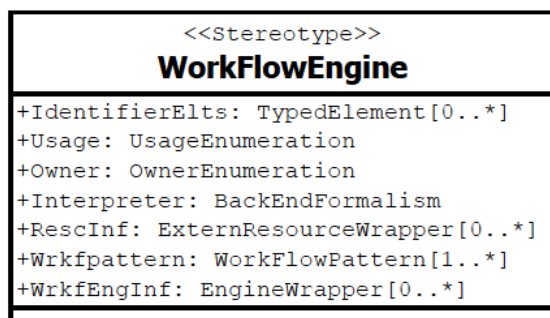 <<Stereotype>>
WorkFlowEngine
+IdentifierElts: TypedElement[0..*]
+Usage: UsageEnumeration
+Owner: OwnerEnumeration
+Interpreter: BackEndFormalism
+RescInf: ExternResourceWrapper[0..*]
+Wrkfpattern: WorkFlowPattern[1..*]
+WrkfEngInf: EngineWrapper[0..*]